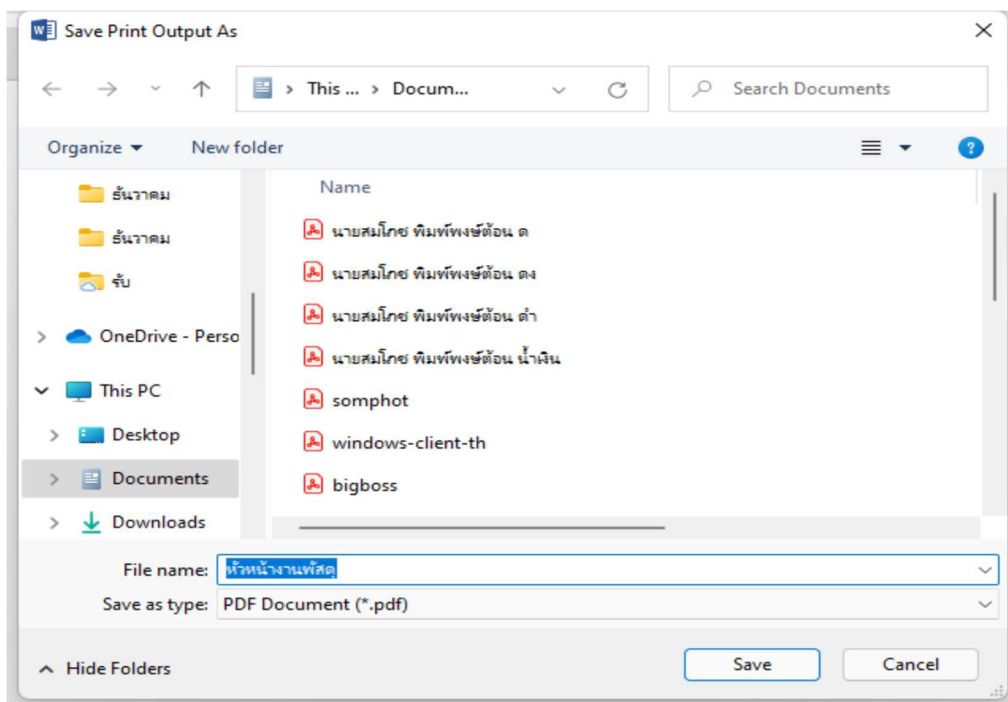 Save Print Output As
This ... > Docum...
Search Documents
Organize
New folder
Name
ธันวาคม
ธันวาคม
รับ
OneDrive - Perso
This PC
Desktop
Documents
Downloads
นายสมโภช พิมพ์พงษ์ต้อน ด
นายสมโภช พิมพ์พงษ์ต้อน ดง
นายสมโภช พิมพ์พงษ์ต้อน ดำ
นายสมโภช พิมพ์พงษ์ต้อน น้ำเงิน
somphot
windows-client-th
bigboss
File name: หัวหน้างานพัสดุ
Save as type: PDF Document (*.pdf)
Hide Folders
Save
Cancel